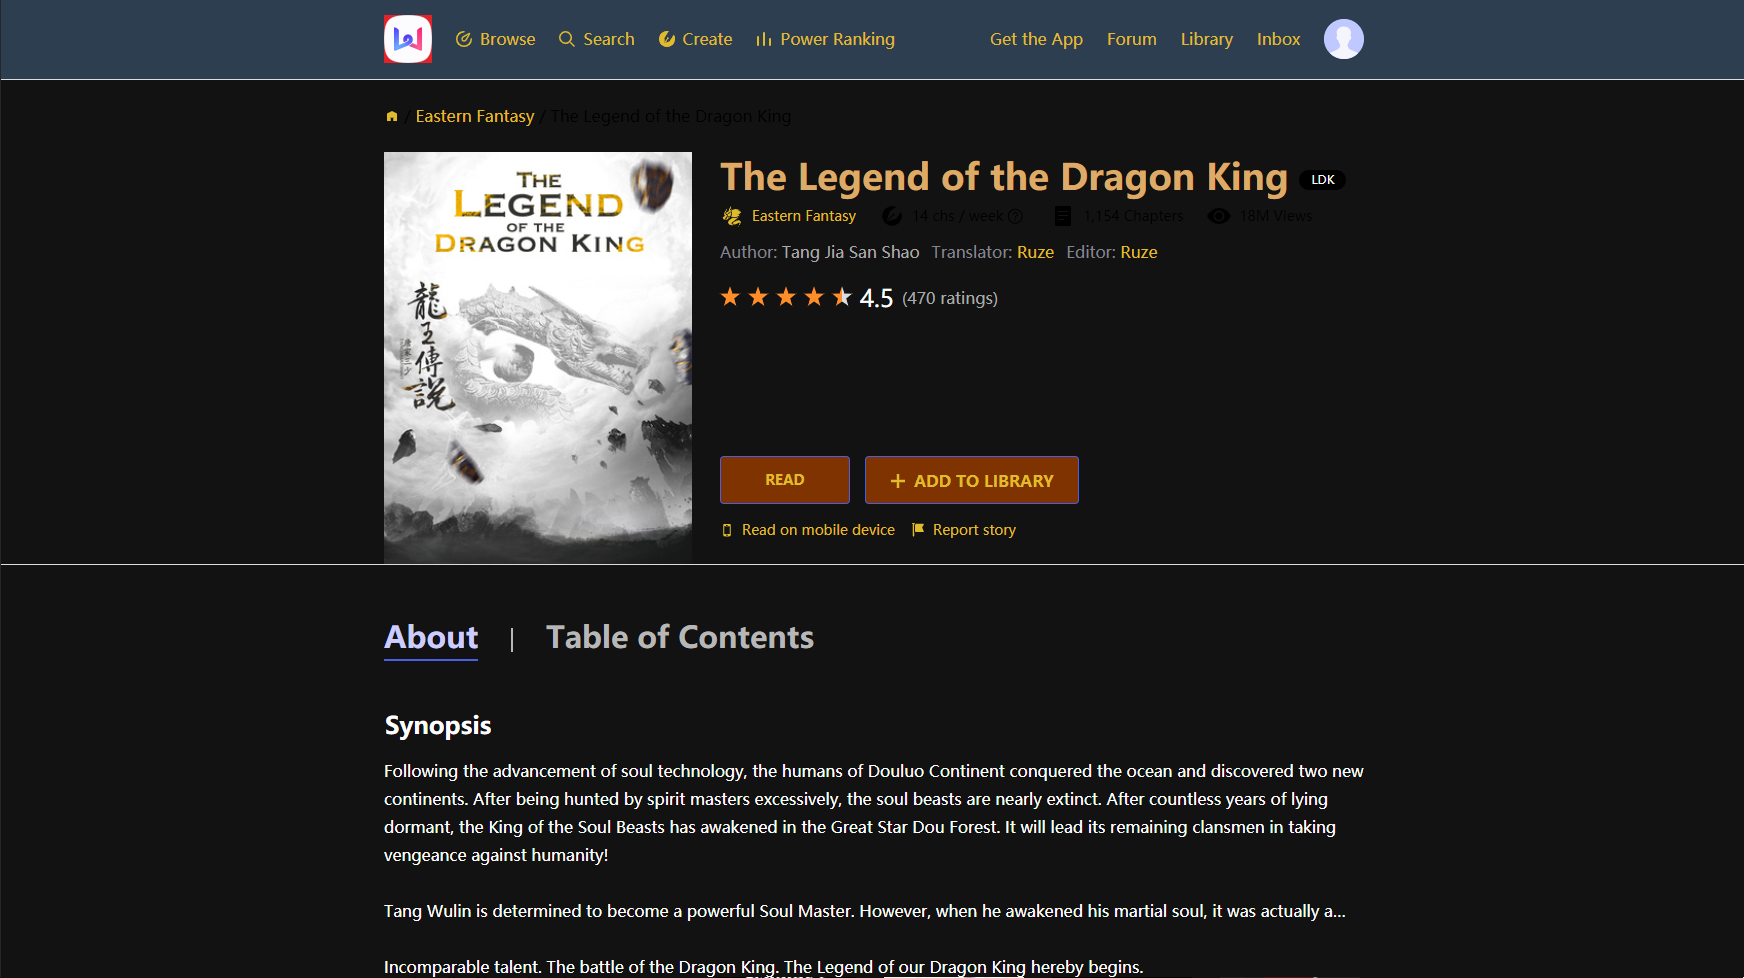 Browse Search Create Power Ranking Get the App Forum Library Inbox
/ Eastern Fantasy / The Legend of the Dragon King
THE
LEGEND
OF THE
DRAGON KING
龍王傳說
唐家三少
The Legend of the Dragon King LDK
Eastern Fantasy 14 chs / week 1,154 Chapters 18M Views
Author: Tang Jia San Shao Translator: Ruze Editor: Ruze
4.5 (470 ratings)
READ + ADD TO LIBRARY
Read on mobile device Report story
About | Table of Contents
Synopsis
Following the advancement of soul technology, the humans of Douluo Continent conquered the ocean and discovered two new
continents. After being hunted by spirit masters excessively, the soul beasts are nearly extinct. After countless years of lying
dormant, the King of the Soul Beasts has awakened in the Great Star Dou Forest. It will lead its remaining clansmen in taking
vengeance against humanity!
Tang Wulin is determined to become a powerful Soul Master. However, when he awakened his martial soul, it was actually a...
Incomparable talent. The battle of the Dragon King. The Legend of our Dragon King hereby begins.